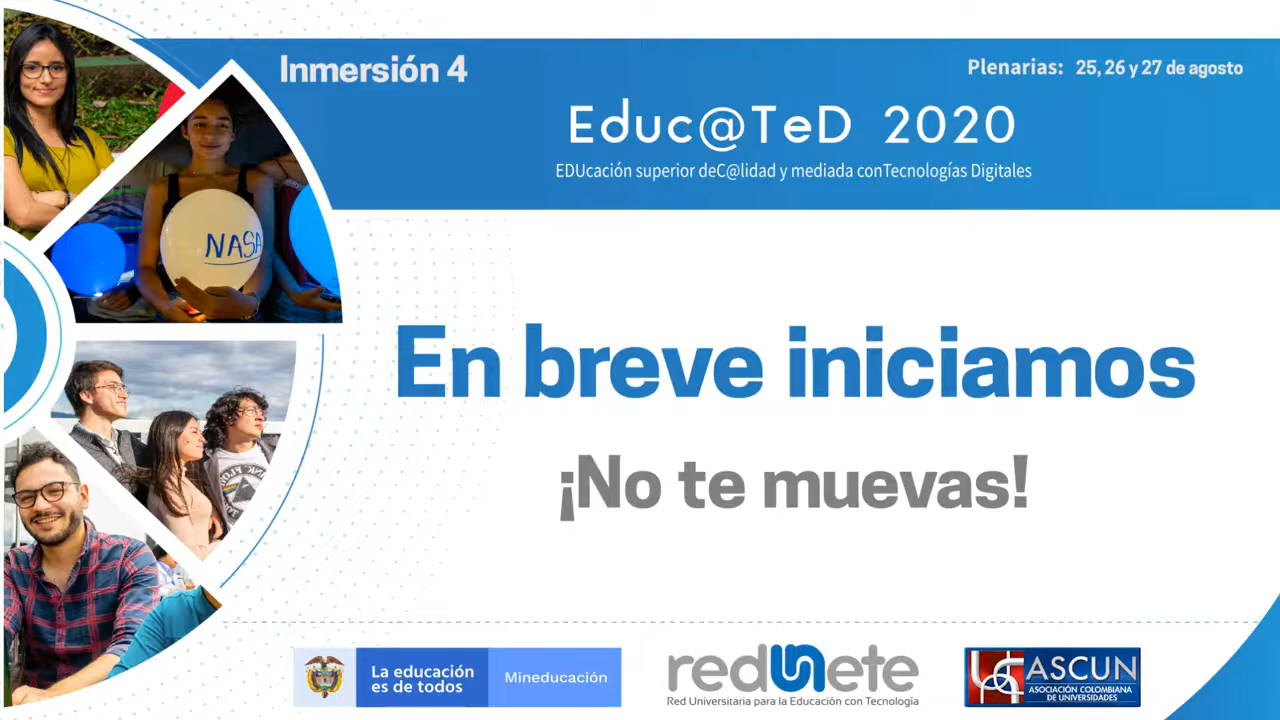 Inmersión 4
Plenarias: 25, 26 y 27 de agosto
Educ@TeD 2020
EDUcación superior deC@lidad y mediada conTecnologías Digitales
NASA
En breve iniciamos
¡No te muevas!
La educación
es de todos
Mineducación
redUnete
Red Universitaria para la Educación con Tecnología
ASCUN
ASOCIACIÓN COLOMBIANA
DE UNIVERSIDADES